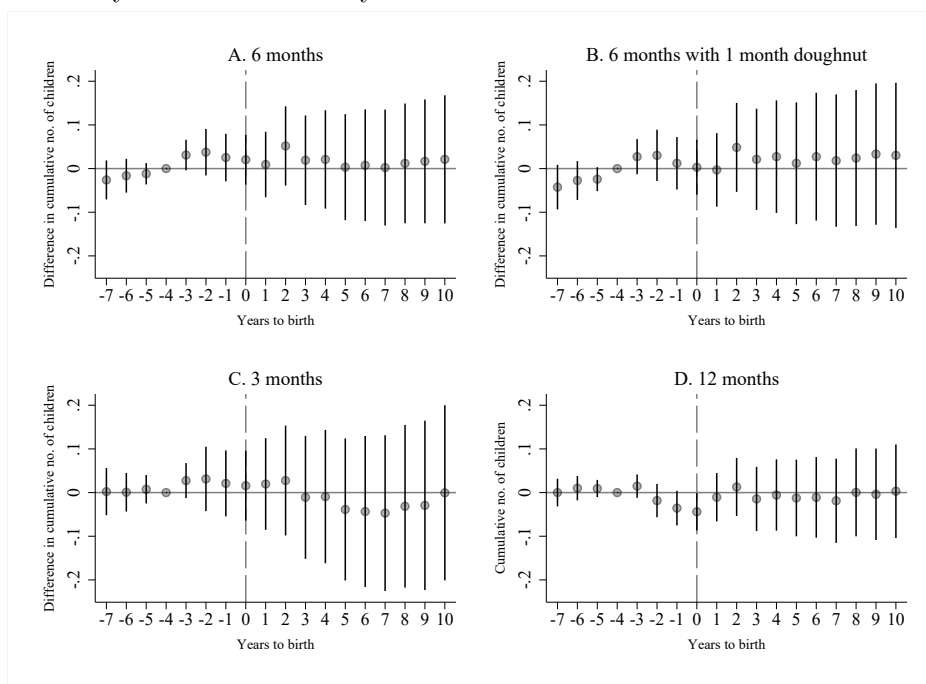 A. 6 months
Difference in cumulative no. of children
.2
.1
0
-.1
-.2
-7 -6 -5 -4 -3 -2 -1 0 1 2 3 4 5 6 7 8 9 10
Years to birth
B. 6 months with 1 month doughnut
Difference in cumulative no. of children
.2
.1
0
-.1
-.2
-7 -6 -5 -4 -3 -2 -1 0 1 2 3 4 5 6 7 8 9 10
Years to birth
C. 3 months
Difference in cumulative no. of children
.2
.1
0
-.1
-.2
-7 -6 -5 -4 -3 -2 -1 0 1 2 3 4 5 6 7 8 9 10
Years to birth
D. 12 months
Cumulative no. of children
.2
.1
0
-.1
-.2
-7 -6 -5 -4 -3 -2 -1 0 1 2 3 4 5 6 7 8 9 10
Years to birth